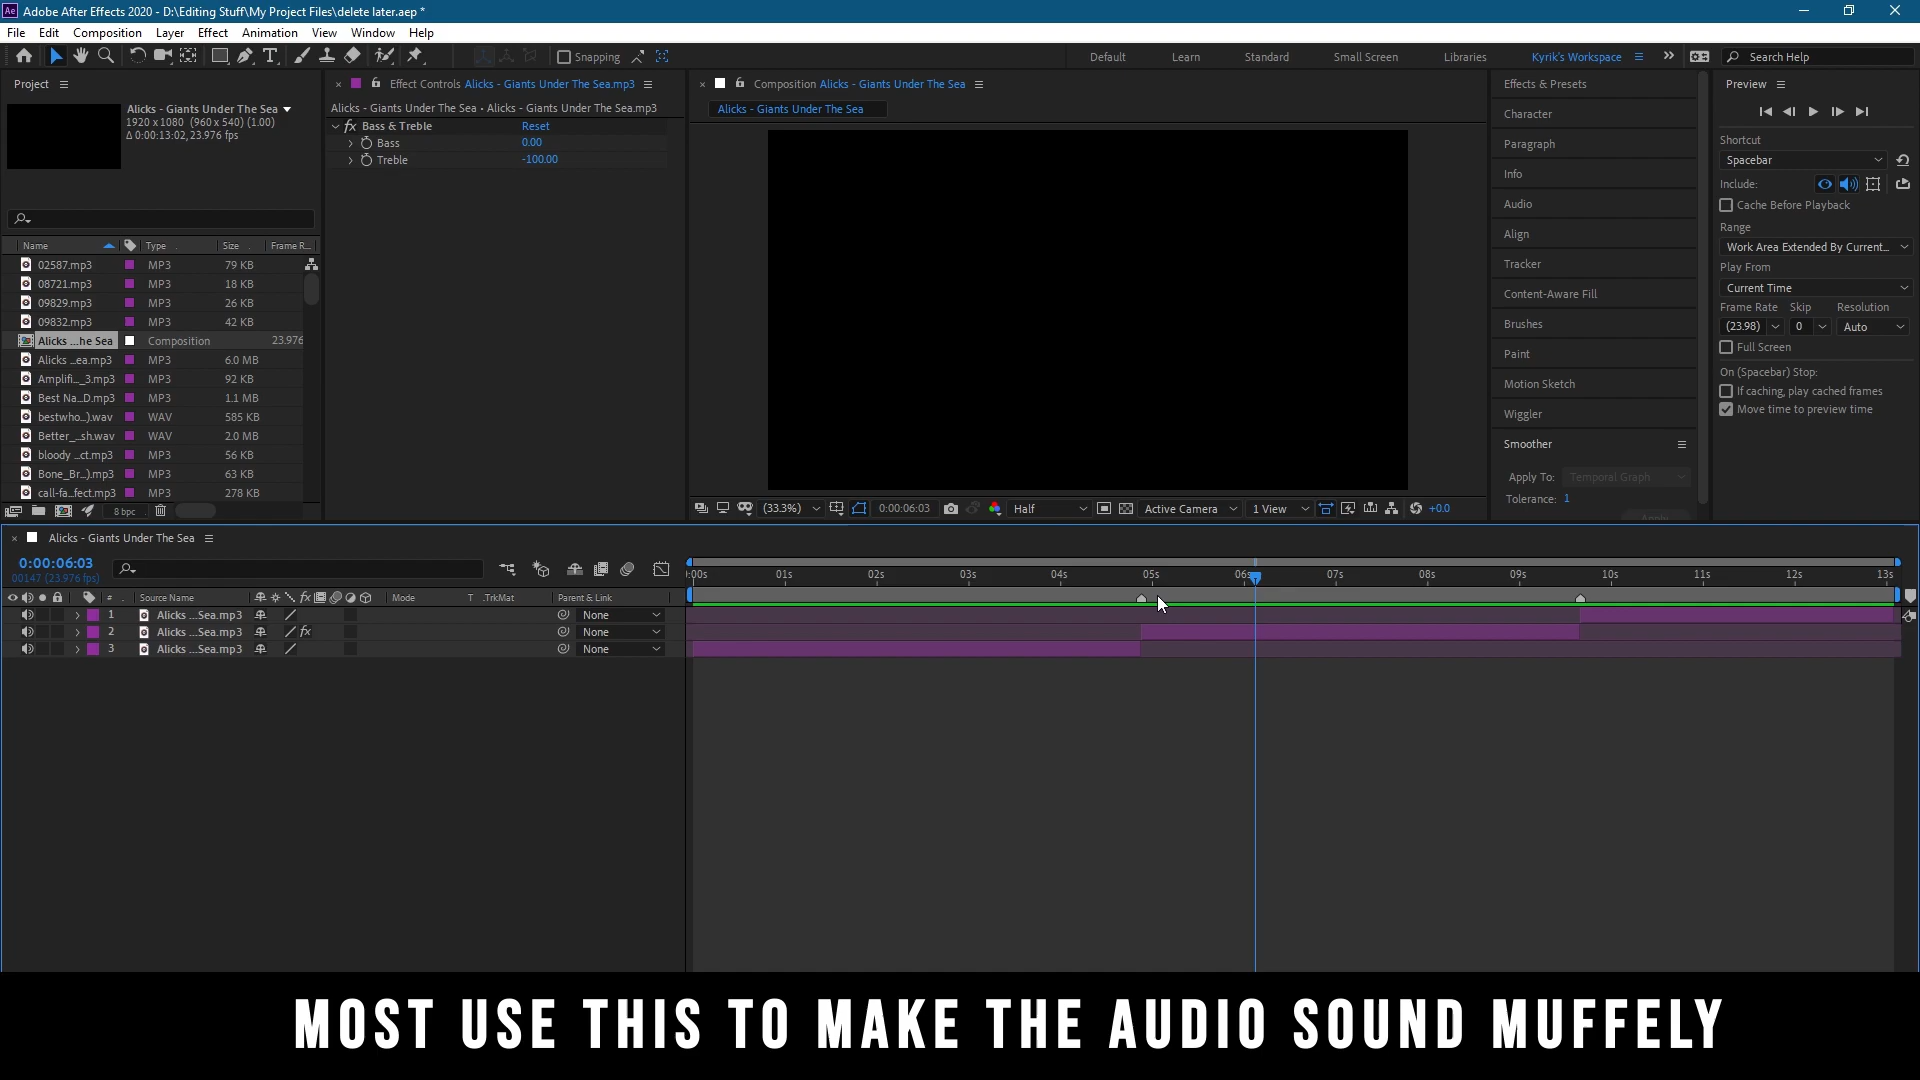 Adobe After Effects 2020 - D:\Editing Stuff\My Project Files\delete later.aep *
File Edit Composition Layer Effect Animation View Window Help
Snapping
Default Learn Standard Small Screen Libraries Kyrik's Workspace Search Help
Project
Alicks - Giants Under The Sea
1920 x 1080 (960 x 540) (1.00)
Δ 0:00:13:02, 23.976 fps
Name Type Size Frame R...
02587.mp3 MP3 79 KB
08721.mp3 MP3 18 KB
09829.mp3 MP3 26 KB
09832.mp3 MP3 42 KB
Alicks ...he Sea Composition 23.976
Alicks ...ea.mp3 MP3 6.0 MB
Amplifi..._3.mp3 MP3 92 KB
Best Na...D.mp3 MP3 1.1 MB
bestwho...).wav WAV 585 KB
Better_...sh.wav WAV 2.0 MB
bloody ...ct.mp3 MP3 56 KB
Bone_Br...).mp3 MP3 63 KB
call-fa...fect.mp3 MP3 278 KB
8 bpc
Effect Controls Alicks - Giants Under The Sea.mp3
Alicks - Giants Under The Sea • Alicks - Giants Under The Sea.mp3
fx Bass & Treble Reset
Bass 0.00
Treble -100.00
Composition Alicks - Giants Under The Sea
Alicks - Giants Under The Sea
(33.3%) 0:00:06:03 Half Active Camera 1 View +0.0
Effects & Presets
Character
Paragraph
Info
Audio
Align
Tracker
Content-Aware Fill
Brushes
Paint
Motion Sketch
Wiggler
Smoother
Apply To: Temporal Graph
Tolerance: 1
Apply
Preview
Shortcut
Spacebar
Include:
Cache Before Playback
Range
Work Area Extended By Current...
Play From
Current Time
Frame Rate Skip Resolution
(23.98) 0 Auto
Full Screen
On (Spacebar) Stop:
If caching, play cached frames
Move time to preview time
Alicks - Giants Under The Sea
0:00:06:03
00147 (23.976 fps)
:00s 01s 02s 03s 04s 05s 06s 07s 08s 09s 10s 11s 12s 13s
# Source Name fx Mode T .TrkMat Parent & Link
1 Alicks ...Sea.mp3 None
2 Alicks ...Sea.mp3 fx None
3 Alicks ...Sea.mp3 None
MOST USE THIS TO MAKE THE AUDIO SOUND MUFFELY